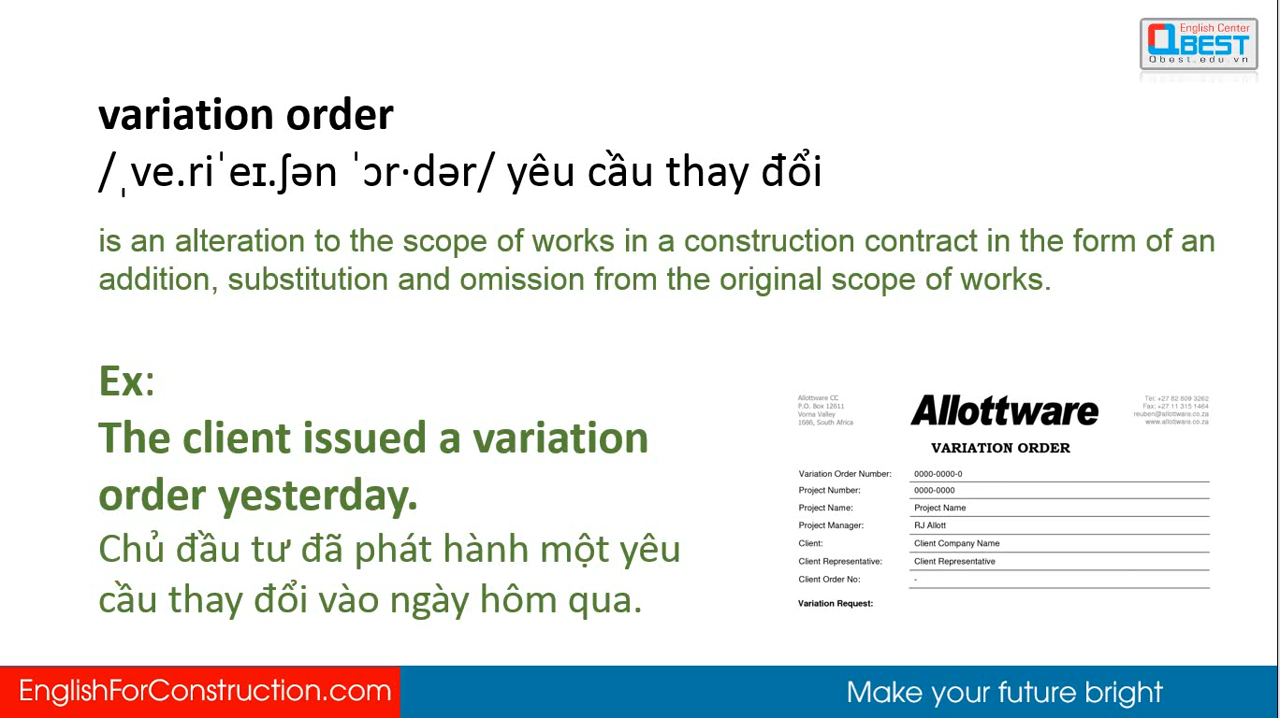 English Center
QBEST
Qbest.edu.vn
variation order
/ˌve.riˈeɪ.ʃən ˈɔr·dər/ yêu cầu thay đổi
is an alteration to the scope of works in a construction contract in the form of an
addition, substitution and omission from the original scope of works.
Ex:
The client issued a variation
order yesterday.
Chủ đầu tư đã phát hành một yêu
cầu thay đổi vào ngày hôm qua.
Allottware CC
P.O. Box 12611
Vorna Valley
1686, South Africa
Allottware
Tel: +27 82 809 3262
Fax: +27 11 315 1464
reuben@allottware.co.za
www.allottware.co.za
VARIATION ORDER
Variation Order Number: 0000-0000-0
Project Number: 0000-0000
Project Name: Project Name
Project Manager: RJ Allott
Client: Client Company Name
Client Representative: Client Representative
Client Order No: -
Variation Request:
EnglishForConstruction.com
Make your future bright